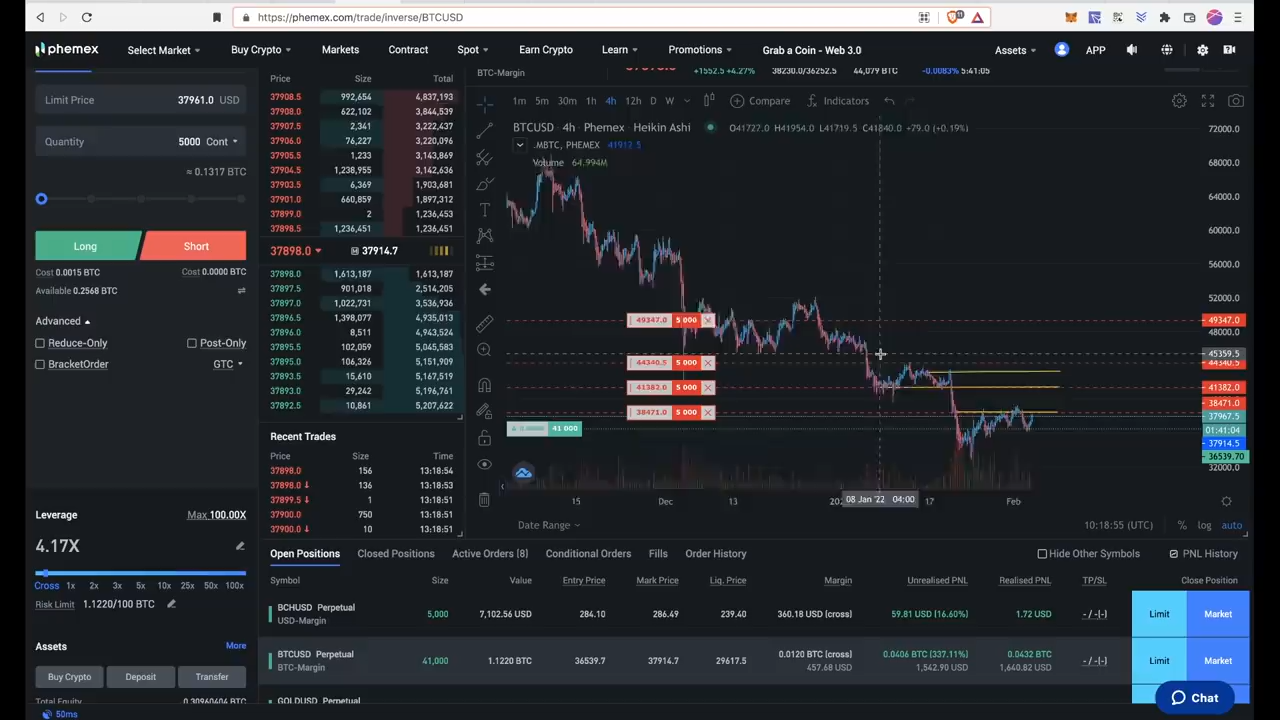 https://phemex.com/trade/inverse/BTCUSD
11
phemex Select Market Buy Crypto Markets Contract Spot Earn Crypto Learn Promotions Grab a Coin - Web 3.0 Assets APP
BTC-Margin +1552.5 +4.27% 38230.0/36252.5 44,079 BTC -0.0083% 5:41:05
Limit Price 37961.0 USD
Quantity 5000 Cont
≈ 0.1317 BTC
Long Short
Cost 0.0015 BTC Cost 0.0000 BTC
Available 0.2568 BTC
Advanced
Reduce-Only Post-Only
BracketOrder GTC
Leverage Max 100.00X
4.17X
Cross 1x 2x 3x 5x 10x 25x 50x 100x
Risk Limit 1.1220/100 BTC
Assets More
Buy Crypto Deposit Transfer
Total Equity 0.30960404 BTC
50ms
Price Size Total
37908.5 992,654 4,837,193
37908.0 622,102 3,844,539
37907.5 2,341 3,222,437
37906.0 76,227 3,220,096
37905.5 1,233 3,143,869
37904.5 1,238,955 3,142,636
37903.5 6,369 1,903,681
37901.0 660,859 1,897,312
37899.0 2 1,236,453
37898.5 1,236,451 1,236,451
37898.0 37914.7
37898.0 1,613,187 1,613,187
37897.5 901,018 2,514,205
37897.0 1,022,731 3,536,936
37896.5 1,398,077 4,935,013
37896.0 8,511 4,943,524
37895.5 102,059 5,045,583
37895.0 106,326 5,151,909
37893.5 15,610 5,167,519
37893.0 29,242 5,196,761
37892.5 10,861 5,207,622
Recent Trades
Price Size Time
37898.0 156 13:18:54
37898.0 136 13:18:53
37899.5 1 13:18:51
37900.0 750 13:18:51
37900.0 10 13:18:51
1m 5m 30m 1h 4h 12h D W Compare Indicators
BTCUSD · 4h · Phemex · Heikin Ashi O41727.0 H41954.0 L41719.5 C41840.0 +79.0 (+0.19%)
.MBTC, PHEMEX 41912.5
Volume 64.994M
72000.0
68000.0
64000.0
60000.0
56000.0
52000.0
49347.0 5 000 49347.0
48000.0
45359.5
44340.5 5 000 44340.5
41382.0 5 000 41382.0
38471.0
38471.0 5 000
37967.5
41 000 01:41:04
37914.5
36539.70
32000.0
15 Dec 13 08 Jan '22 04:00 17 Feb
Date Range 10:18:55 (UTC) % log auto
Open Positions Closed Positions Active Orders (8) Conditional Orders Fills Order History Hide Other Symbols PNL History
Symbol Size Value Entry Price Mark Price Liq. Price Margin Unrealised PNL Realised PNL TP/SL Close Position
BCHUSD Perpetual
USD-Margin 5,000 7,102.56 USD 284.10 286.49 239.40 360.18 USD (cross) 59.81 USD (16.60%) 1.72 USD - / -|-| Limit Market
BTCUSD Perpetual
BTC-Margin 41,000 1.1220 BTC 36539.7 37914.7 29617.5 0.0120 BTC (cross) 0.0406 BTC (337.11%) 0.0432 BTC - / -|-| Limit Market
457.68 USD 1,542.90 USD 1,640.82 USD
GOLDUSD Perpetual
Chat